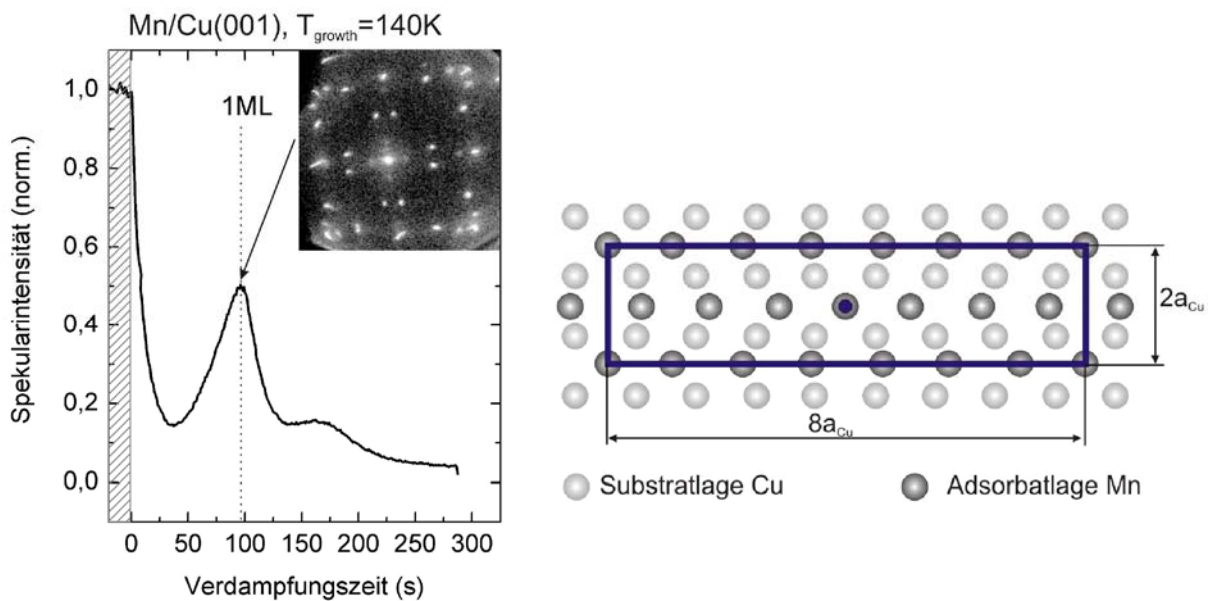 Mn/Cu(001), T_growth=140K
1ML
Spekularintensität (norm.)
1,0
0,8
0,6
0,4
0,2
0,0
0 50 100 150 200 250 300
Verdampfungszeit (s)
2a_Cu
8a_Cu
Substratlage Cu
Adsorbatlage Mn